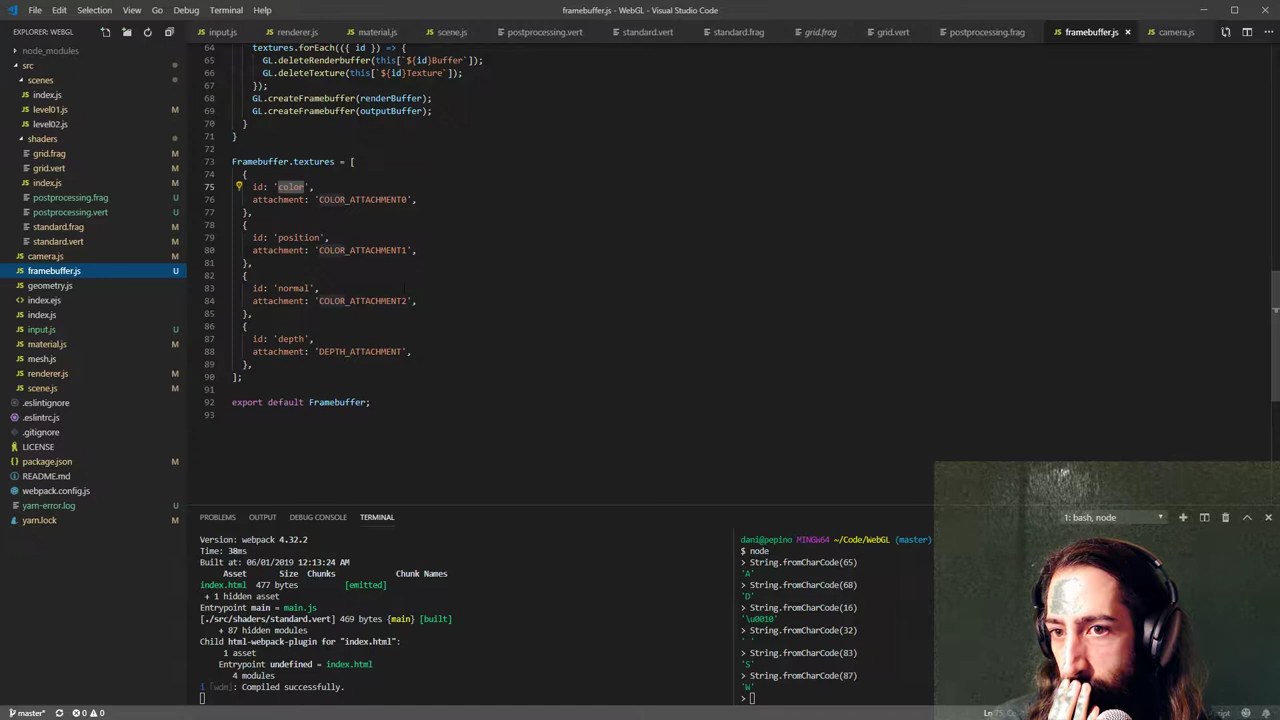 File Edit Selection View Go Debug Terminal Help
framebuffer.js - WebGL - Visual Studio Code
EXPLORER: WEBGL
input.js renderer.js material.js scene.js postprocessing.vert standard.vert standard.frag grid.frag grid.vert postprocessing.frag framebuffer.js × camera.js
node_modules
src
scenes
index.js
level01.js M
level02.js
shaders
grid.frag M
grid.vert M
index.js M
postprocessing.frag U
postprocessing.vert U
standard.frag M
standard.vert M
camera.js M
framebuffer.js U
geometry.js
index.ejs
index.js
input.js U
material.js M
mesh.js
renderer.js M
scene.js M
.eslintignore
.eslintrc.js
.gitignore
LICENSE
package.json M
README.md
webpack.config.js
yarn-error.log U
yarn.lock M
64 textures.forEach(({ id }) => {
65 GL.deleteRenderbuffer(this[`${id}Buffer`]);
66 GL.deleteTexture(this[`${id}Texture`]);
67 });
68 GL.createFramebuffer(renderBuffer);
69 GL.createFramebuffer(outputBuffer);
70 }
71 }
72
73 Framebuffer.textures = [
74 {
75 id: 'color',
76 attachment: 'COLOR_ATTACHMENT0',
77 },
78 {
79 id: 'position',
80 attachment: 'COLOR_ATTACHMENT1',
81 },
82 {
83 id: 'normal',
84 attachment: 'COLOR_ATTACHMENT2',
85 },
86 {
87 id: 'depth',
88 attachment: 'DEPTH_ATTACHMENT',
89 },
90 ];
91
92 export default Framebuffer;
93
PROBLEMS OUTPUT DEBUG CONSOLE TERMINAL
1: bash, node
Version: webpack 4.32.2
Time: 38ms
Built at: 06/01/2019 12:13:24 AM
Asset Size Chunks Chunk Names
index.html 477 bytes [emitted]
+ 1 hidden asset
Entrypoint main = main.js
[./src/shaders/standard.vert] 469 bytes {main} [built]
+ 87 hidden modules
Child html-webpack-plugin for "index.html":
1 asset
Entrypoint undefined = index.html
4 modules
i ｢wdm｣: Compiled successfully.
dani@pepino MINGW64 ~/Code/WebGL (master)
$ node
> String.fromCharCode(65)
'A'
> String.fromCharCode(68)
'D'
> String.fromCharCode(16)
'\u0010'
> String.fromCharCode(32)
' '
> String.fromCharCode(83)
'S'
> String.fromCharCode(87)
'W'
>
master* 0 0